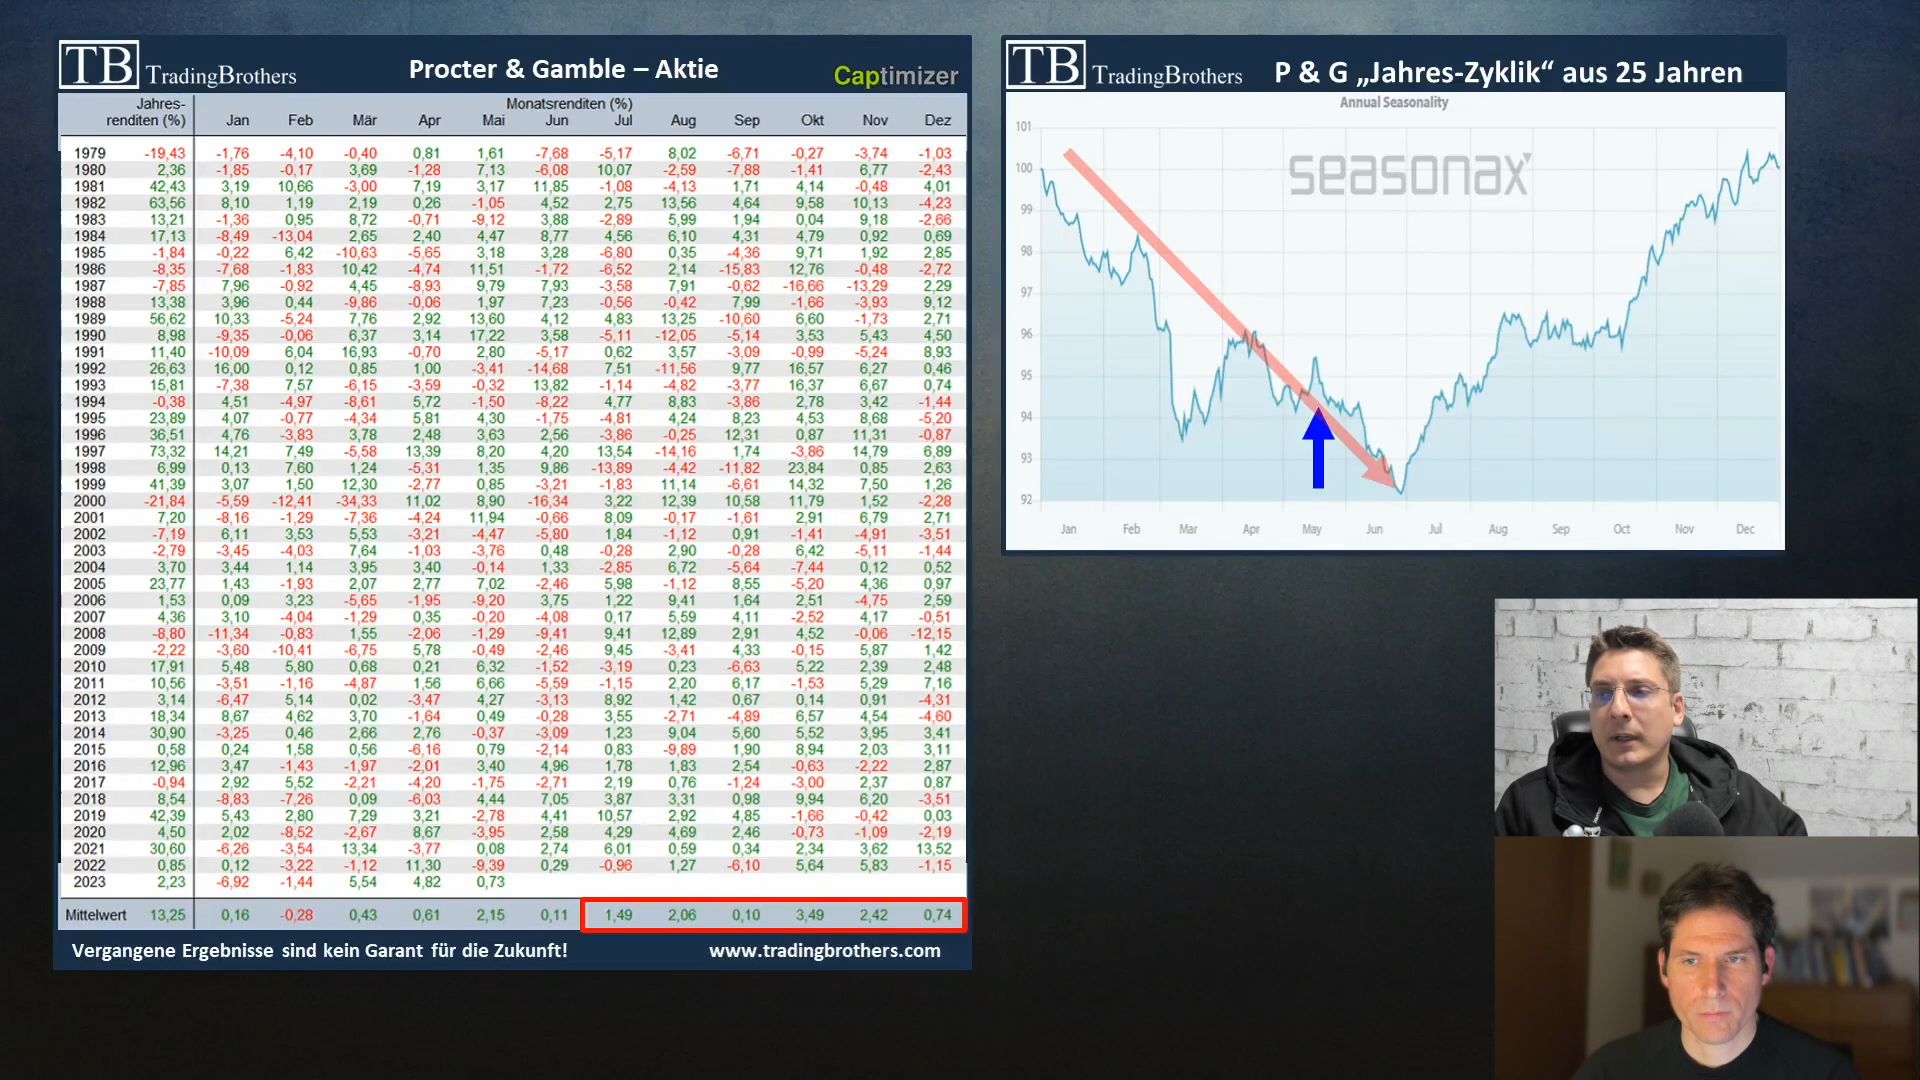 TB TradingBrothers
Procter & Gamble – Aktie
Captimizer
Jahres- Monatsrenditen (%)
renditen (%) Jan Feb Mär Apr Mai Jun Jul Aug Sep Okt Nov Dez
1979 -19,43 -1,76 -4,10 -0,40 0,81 1,61 -7,68 -5,17 8,02 -6,71 -0,27 -3,74 -1,03
1980 2,36 -1,85 -0,17 3,69 -1,28 7,13 -6,08 10,07 -2,59 -7,88 -1,41 6,77 -2,43
1981 42,43 3,19 10,66 -3,00 7,19 3,17 11,85 -1,08 -4,13 1,71 4,14 -0,48 4,01
1982 63,56 8,10 1,19 2,19 0,26 -1,05 4,52 2,75 13,56 4,64 9,58 10,13 -4,23
1983 13,21 -1,36 0,95 8,72 -0,71 -9,12 3,88 -2,89 5,99 1,94 0,04 9,18 -2,66
1984 17,13 -8,49 -13,04 2,65 2,40 4,47 8,77 4,56 6,10 4,31 4,79 0,92 0,69
1985 -1,84 -0,22 6,42 -10,63 -5,65 3,18 3,28 -6,80 0,35 -4,36 9,71 1,92 2,85
1986 -8,35 -7,68 -1,83 10,42 -4,74 11,51 -1,72 -6,52 2,14 -15,83 12,76 -0,48 -2,72
1987 -7,85 7,96 -0,92 4,45 -8,93 9,79 7,93 -3,58 7,91 -0,62 -16,66 -13,29 2,29
1988 13,38 3,96 0,44 -9,86 -0,06 1,97 7,23 -0,56 -0,42 7,99 -1,66 -3,93 9,12
1989 56,62 10,33 -5,24 7,76 2,92 13,60 4,12 4,83 13,25 -10,60 6,60 -1,73 2,71
1990 8,98 -9,35 -0,06 6,37 3,14 17,22 3,58 -5,11 -12,05 -5,14 3,53 5,43 4,50
1991 11,40 -10,09 6,04 16,93 -0,70 2,80 -5,17 0,62 3,57 -3,09 -0,99 -5,24 8,93
1992 26,63 16,00 0,12 0,85 1,00 -3,41 -14,68 7,51 -11,56 9,77 16,57 6,27 0,46
1993 15,81 -7,38 7,57 -6,15 -3,59 -0,32 13,82 -1,14 -4,82 -3,77 16,37 6,67 0,74
1994 -0,38 4,51 -4,97 -8,61 5,72 -1,50 -8,22 4,77 8,83 -3,86 2,78 3,42 -1,44
1995 23,89 4,07 -0,77 -4,34 5,81 4,30 -1,75 -4,81 4,24 8,23 4,53 8,68 -5,20
1996 36,51 4,76 -3,83 3,78 2,48 3,63 2,56 -3,86 -0,25 12,31 0,87 11,31 -0,87
1997 73,32 14,21 7,49 -5,58 13,39 8,20 4,20 13,54 -14,16 1,74 -3,86 14,79 6,89
1998 6,99 0,13 7,60 1,24 -5,31 1,35 9,86 -13,89 -4,42 -11,82 23,84 0,85 2,63
1999 41,39 3,07 1,50 12,30 -2,77 0,85 -3,21 -1,83 11,14 -6,61 14,32 7,50 1,26
2000 -21,84 -5,59 -12,41 -34,33 11,02 8,90 -16,34 3,22 12,39 10,58 11,79 1,52 -2,28
2001 7,20 -8,16 -1,29 -7,36 -4,24 11,94 -0,66 8,09 -0,17 -1,61 2,91 6,79 2,71
2002 -7,19 6,11 3,53 5,53 -3,21 -4,47 -5,80 1,84 -1,12 0,91 -1,41 -4,91 -3,51
2003 -2,79 -3,45 -4,03 7,64 -1,03 -3,76 0,48 -0,28 2,90 -0,28 6,42 -5,11 -1,44
2004 3,70 3,44 1,14 3,95 3,40 -0,14 1,33 -2,85 6,72 -5,64 -7,44 0,12 0,52
2005 23,77 1,43 -1,93 2,07 2,77 7,02 -2,46 5,98 -1,12 8,55 -5,20 4,36 0,97
2006 1,53 0,09 3,23 -5,65 -1,95 -9,20 3,75 1,22 9,41 1,64 2,51 -4,75 2,59
2007 4,36 3,10 -4,04 -1,29 0,35 -0,20 -4,08 0,17 5,59 4,11 -2,52 4,17 -0,51
2008 -8,80 -11,34 -0,83 1,55 -2,06 -1,29 -9,41 9,41 12,89 2,91 4,52 -0,06 -12,15
2009 -2,22 -3,60 -10,41 -6,75 5,78 -0,49 -2,46 9,45 -3,41 4,33 -0,15 5,87 1,42
2010 17,91 5,48 5,80 0,68 0,21 6,32 -1,52 -3,19 0,23 -6,63 5,22 2,39 2,48
2011 10,56 -3,51 -1,16 -4,87 1,56 6,66 -5,59 -1,15 2,20 6,17 -1,53 5,29 7,16
2012 3,14 -6,47 5,14 0,02 -3,47 4,27 -3,13 8,92 1,42 0,67 0,14 0,91 -4,31
2013 18,34 8,67 4,62 3,70 -1,64 0,49 -0,28 3,55 -2,71 -4,89 6,57 4,54 -4,60
2014 30,90 -3,25 0,46 2,66 2,76 -0,37 -3,09 1,23 9,04 5,60 5,52 3,95 3,41
2015 0,58 0,24 1,58 0,56 -6,16 0,79 -2,14 0,83 -9,89 1,90 8,94 2,03 3,11
2016 12,96 3,47 -1,43 -1,97 -2,01 3,40 4,96 1,78 1,83 2,54 -0,63 -2,22 2,87
2017 -0,94 2,92 5,52 -2,21 -4,20 -1,75 -2,71 2,19 0,76 -1,24 -3,00 2,37 0,87
2018 8,54 -8,83 -7,26 0,09 -6,03 4,44 7,05 3,87 3,31 0,98 9,94 6,20 -3,51
2019 42,39 5,43 2,80 7,29 3,21 -2,78 4,41 10,57 2,92 4,85 -1,66 -0,42 0,03
2020 4,50 2,02 -8,52 -2,67 8,67 -3,95 2,58 4,29 4,69 2,46 -0,73 -1,09 -2,19
2021 30,60 -6,26 -3,54 13,34 -3,77 0,08 2,74 6,01 0,59 0,34 2,34 3,62 13,52
2022 0,85 0,12 -3,22 -1,12 11,30 -9,39 0,29 -0,96 1,27 -6,10 5,64 5,83 -1,15
2023 2,23 -6,92 -1,44 5,54 4,82 0,73
Mittelwert 13,25 0,16 -0,28 0,43 0,61 2,15 0,11 1,49 2,06 0,10 3,49 2,42 0,74
Vergangene Ergebnisse sind kein Garant für die Zukunft!
www.tradingbrothers.com
TB TradingBrothers
P & G „Jahres-Zyklik“ aus 25 Jahren
Annual Seasonality
seasonax
101
100
99
98
97
96
95
94
93
92
Jan Feb Mar Apr May Jun Jul Aug Sep Oct Nov Dec